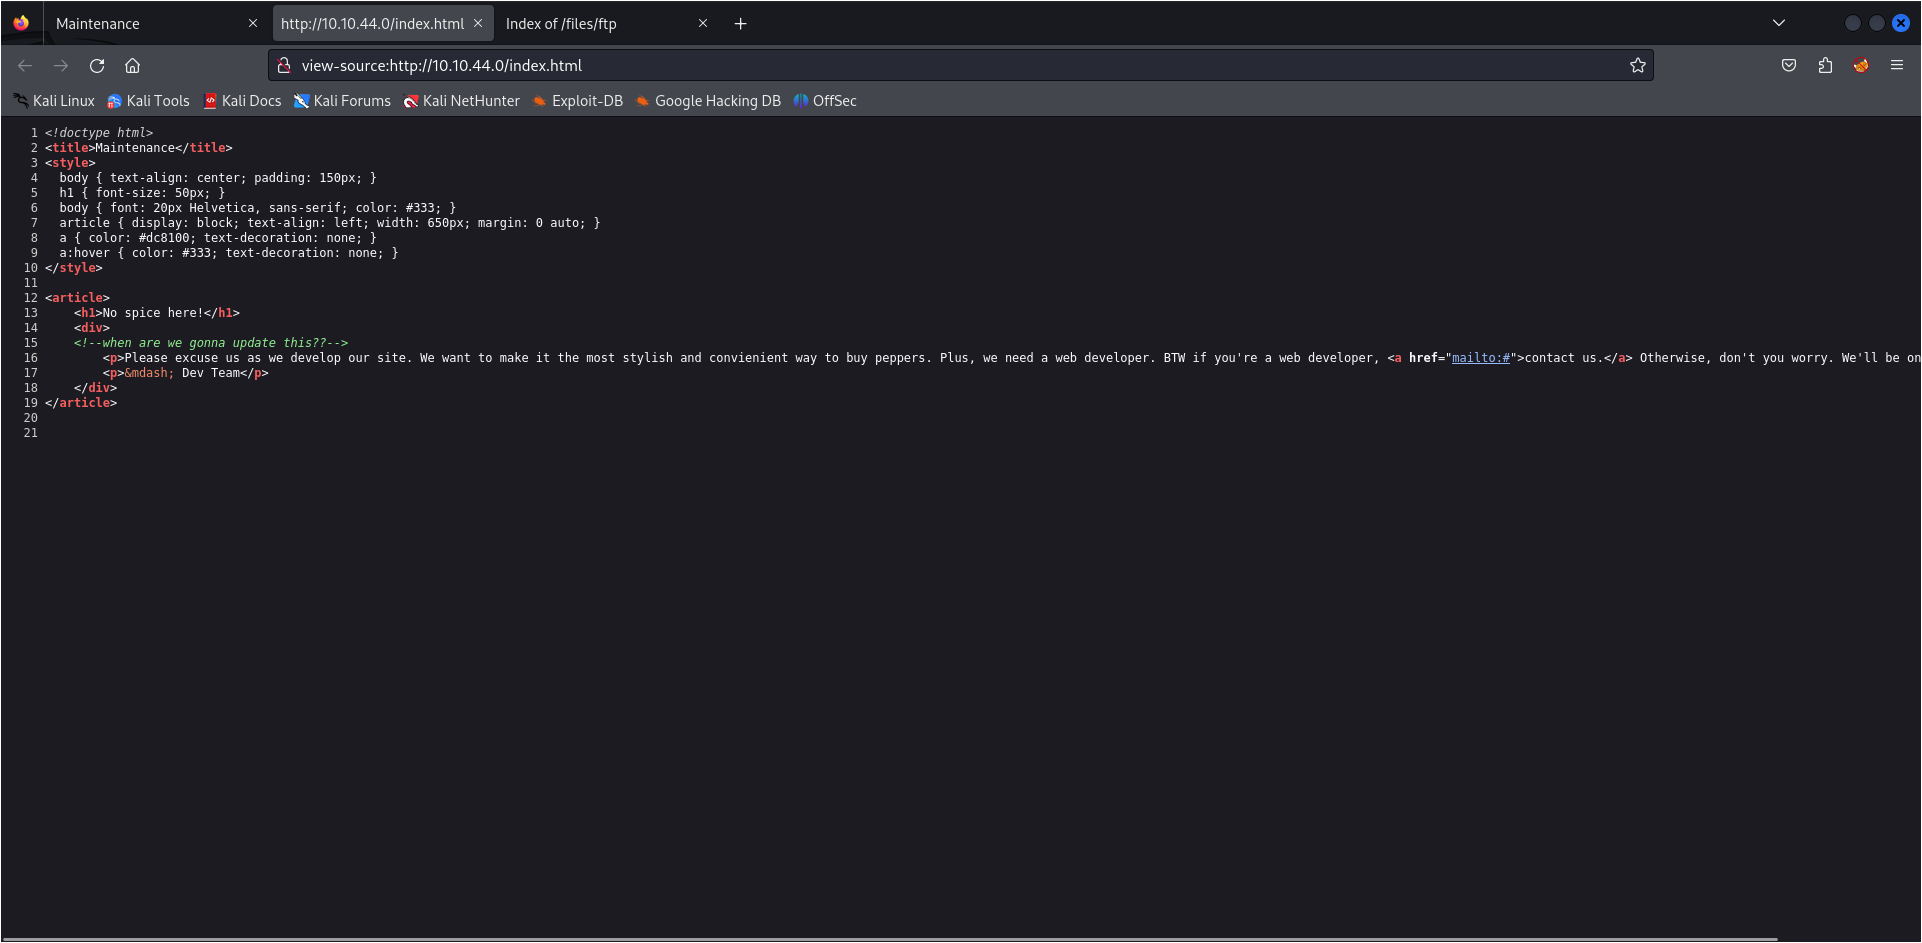 Maintenance
http://10.10.44.0/index.html
Index of /files/ftp
view-source:http://10.10.44.0/index.html
Kali Linux
Kali Tools
Kali Docs
Kali Forums
Kali NetHunter
Exploit-DB
Google Hacking DB
OffSec
1 <!doctype html>
2 <title>Maintenance</title>
3 <style>
4   body { text-align: center; padding: 150px; }
5   h1 { font-size: 50px; }
6   body { font: 20px Helvetica, sans-serif; color: #333; }
7   article { display: block; text-align: left; width: 650px; margin: 0 auto; }
8   a { color: #dc8100; text-decoration: none; }
9   a:hover { color: #333; text-decoration: none; }
10 </style>
11
12 <article>
13     <h1>No spice here!</h1>
14     <div>
15     <!--when are we gonna update this??-->
16         <p>Please excuse us as we develop our site. We want to make it the most stylish and convienient way to buy peppers. Plus, we need a web developer. BTW if you're a web developer, <a href="mailto:#">contact us.</a> Otherwise, don't you worry. We'll be on
17         <p>&mdash; Dev Team</p>
18     </div>
19 </article>
20
21